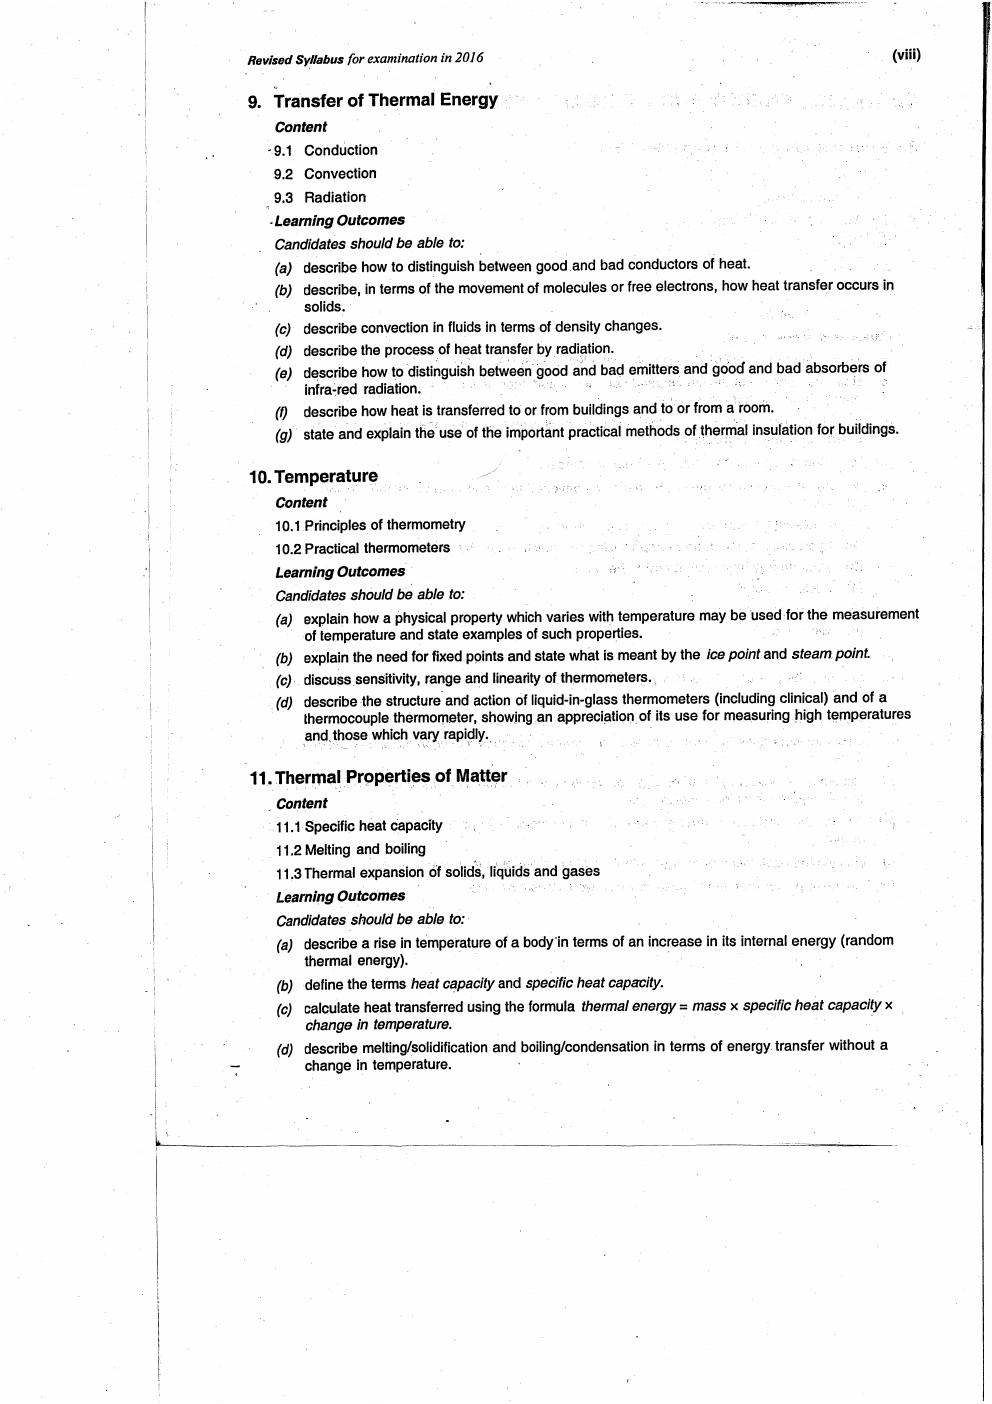 Revised Syllabus for examination in 2016
(viii)
9. Transfer of Thermal Energy
Content
9.1 Conduction
9.2 Convection
9.3 Radiation
Learning Outcomes
Candidates should be able to:
(a) describe how to distinguish between good and bad conductors of heat.
(b) describe, in terms of the movement of molecules or free electrons, how heat transfer occurs in
solids.
(c) describe convection in fluids in terms of density changes.
(d) describe the process of heat transfer by radiation.
(e) describe how to distinguish between good and bad emitters and good and bad absorbers of
infra-red radiation.
(f) describe how heat is transferred to or from buildings and to or from a room.
(g) state and explain the use of the important practical methods of thermal insulation for buildings.
10. Temperature
Content
10.1 Principles of thermometry
10.2 Practical thermometers
Learning Outcomes
Candidates should be able to:
(a) explain how a physical property which varies with temperature may be used for the measurement
of temperature and state examples of such properties.
(b) explain the need for fixed points and state what is meant by the ice point and steam point.
(c) discuss sensitivity, range and linearity of thermometers.
(d) describe the structure and action of liquid-in-glass thermometers (including clinical) and of a
thermocouple thermometer, showing an appreciation of its use for measuring high temperatures
and those which vary rapidly.
11. Thermal Properties of Matter
Content
11.1 Specific heat capacity
11.2 Melting and boiling
11.3 Thermal expansion of solids, liquids and gases
Learning Outcomes
Candidates should be able to:
(a) describe a rise in temperature of a body in terms of an increase in its internal energy (random
thermal energy).
(b) define the terms heat capacity and specific heat capacity.
(c) calculate heat transferred using the formula thermal energy = mass x specific heat capacity x
change in temperature.
(d) describe melting/solidification and boiling/condensation in terms of energy transfer without a
change in temperature.